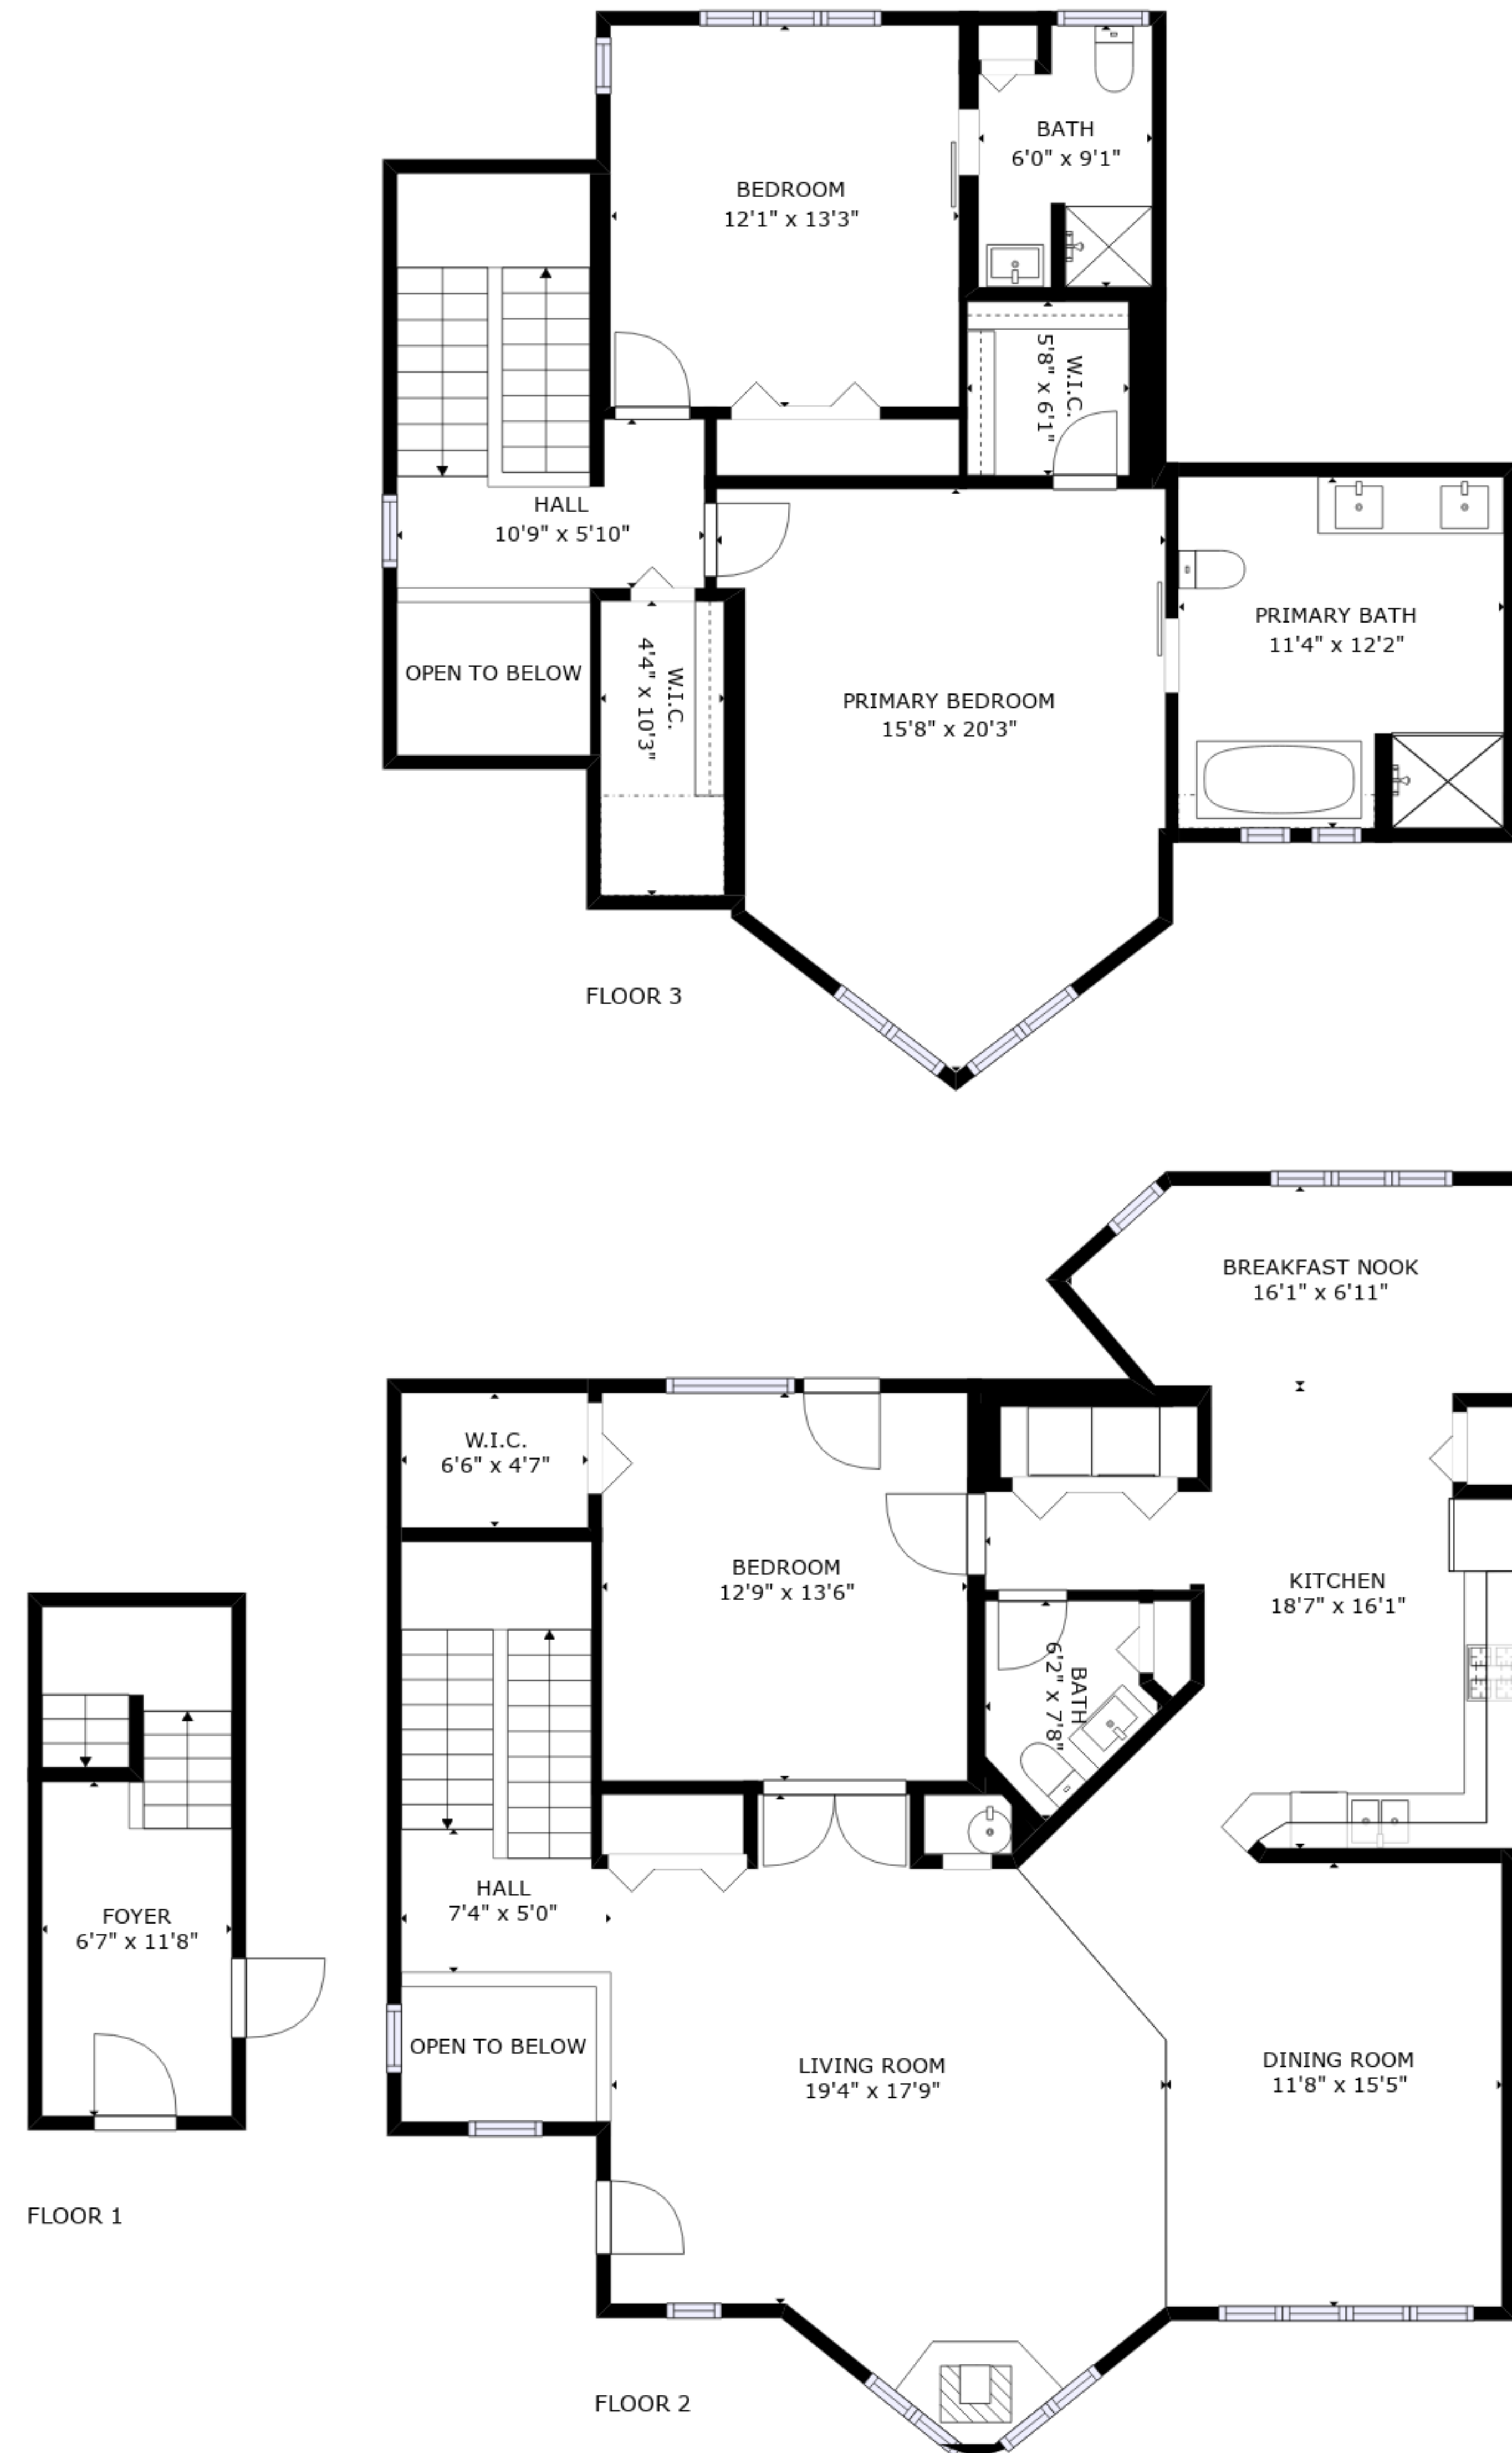 BATH
6'0" x 9'1"
BEDROOM
12'1" x 13'3"
W.I.C.
5'8" x 6'1"
HALL
10'9" x 5'10"
PRIMARY BATH
11'4" x 12'2"
OPEN TO BELOW
W.I.C.
4'4" x 10'3"
PRIMARY BEDROOM
15'8" x 20'3"
FLOOR 3
BREAKFAST NOOK
16'1" x 6'11"
W.I.C.
6'6" x 4'7"
BEDROOM
12'9" x 13'6"
KITCHEN
18'7" x 16'1"
BATH
6'2" x 7'8"
HALL
7'4" x 5'0"
FOYER
6'7" x 11'8"
OPEN TO BELOW
LIVING ROOM
19'4" x 17'9"
DINING ROOM
11'8" x 15'5"
FLOOR 1
FLOOR 2